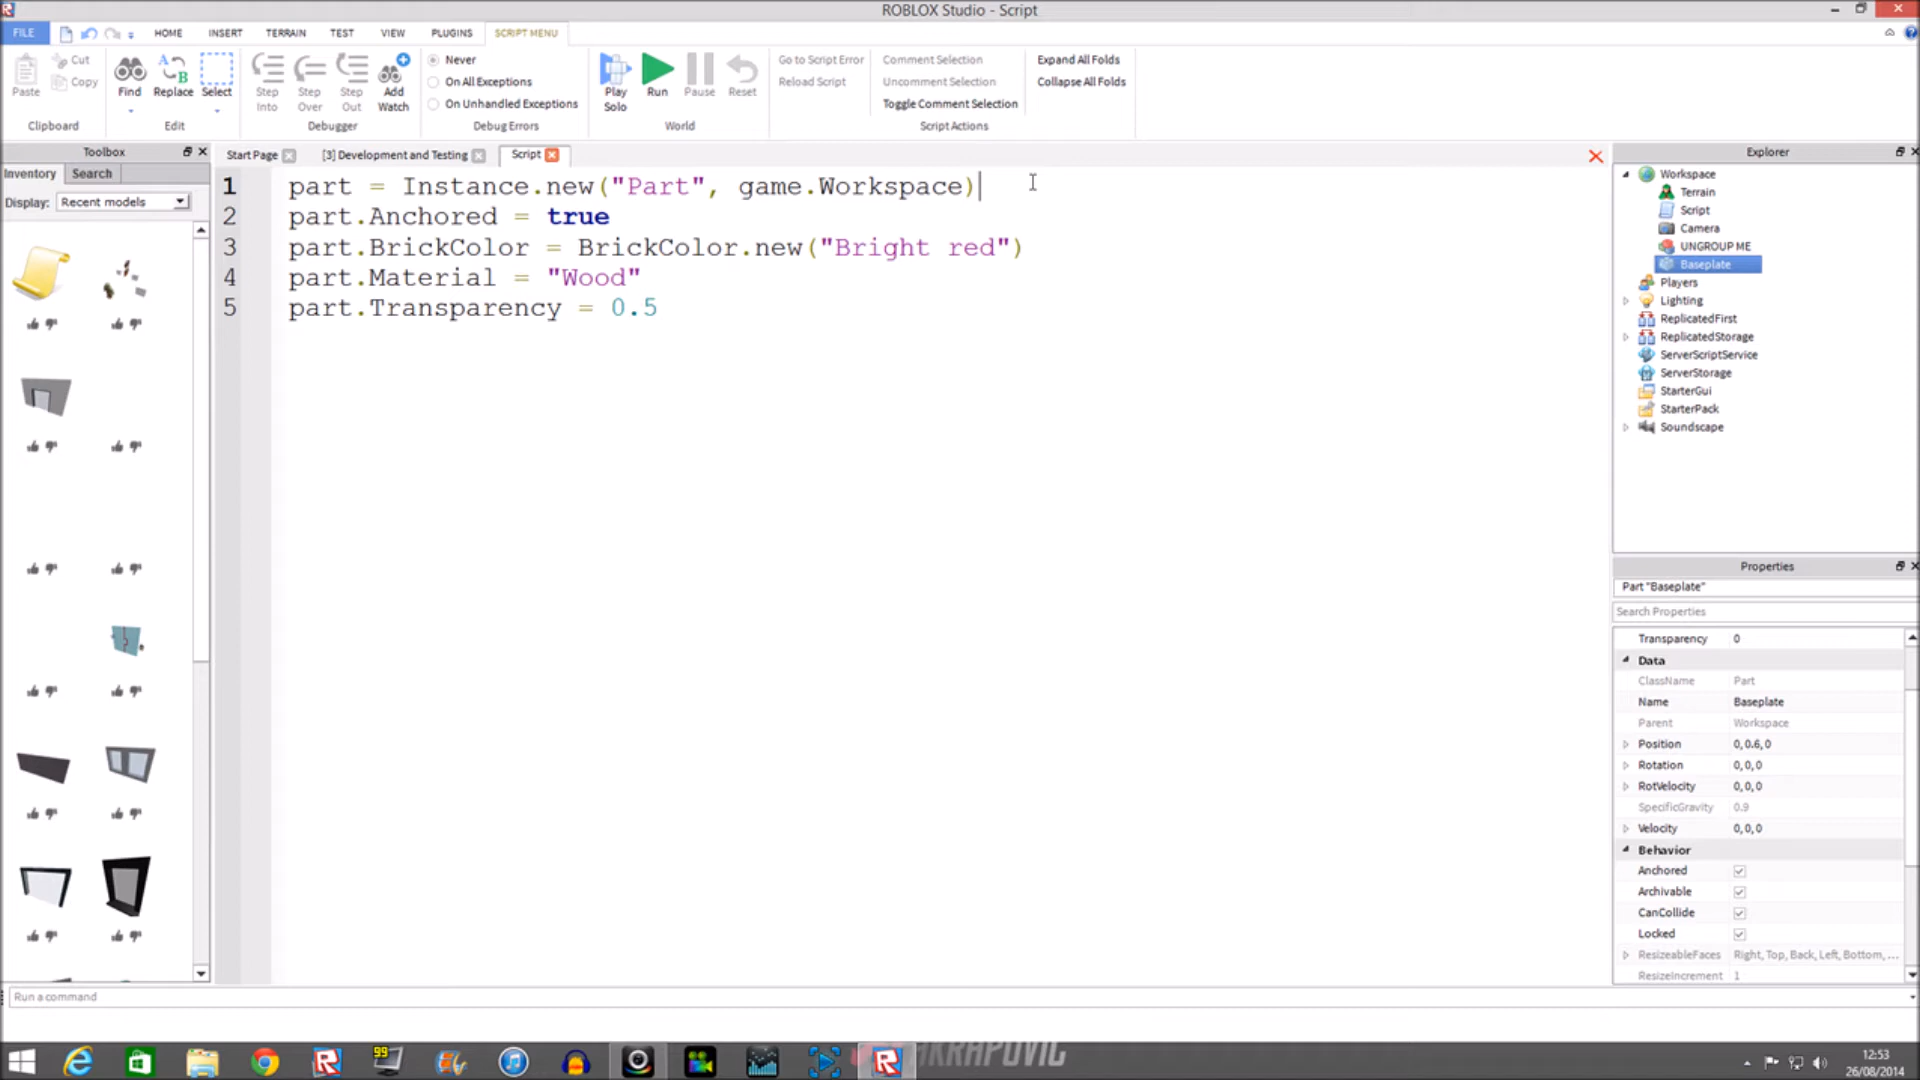 ROBLOX Studio - Script
FILE HOME INSERT TERRAIN TEST VIEW PLUGINS SCRIPT MENU
Paste Cut Copy Clipboard
Find Replace Select Edit
Step Into Step Over Step Out Add Watch Debugger
Never
On All Exceptions
On Unhandled Exceptions
Debug Errors
Play Solo Run Pause Reset World
Go to Script Error
Reload Script
Comment Selection
Uncomment Selection
Toggle Comment Selection
Script Actions
Expand All Folds
Collapse All Folds
Toolbox
Inventory Search
Display: Recent models
Start Page [3] Development and Testing Script
1 part = Instance.new("Part", game.Workspace)
2 part.Anchored = true
3 part.BrickColor = BrickColor.new("Bright red")
4 part.Material = "Wood"
5 part.Transparency = 0.5
Explorer
Workspace
Terrain
Script
Camera
UNGROUP ME
Baseplate
Players
Lighting
ReplicatedFirst
ReplicatedStorage
ServerScriptService
ServerStorage
StarterGui
StarterPack
Soundscape
Properties
Part "Baseplate"
Search Properties
Transparency 0
Data
ClassName Part
Name Baseplate
Parent Workspace
Position 0, 0.6, 0
Rotation 0, 0, 0
RotVelocity 0, 0, 0
SpecificGravity 0.9
Velocity 0, 0, 0
Behavior
Anchored
Archivable
CanCollide
Locked
ResizeableFaces Right, Top, Back, Left, Bottom, ...
ResizeIncrement 1
Run a command
99
AKRAPOVIC
12:53
26/08/2014